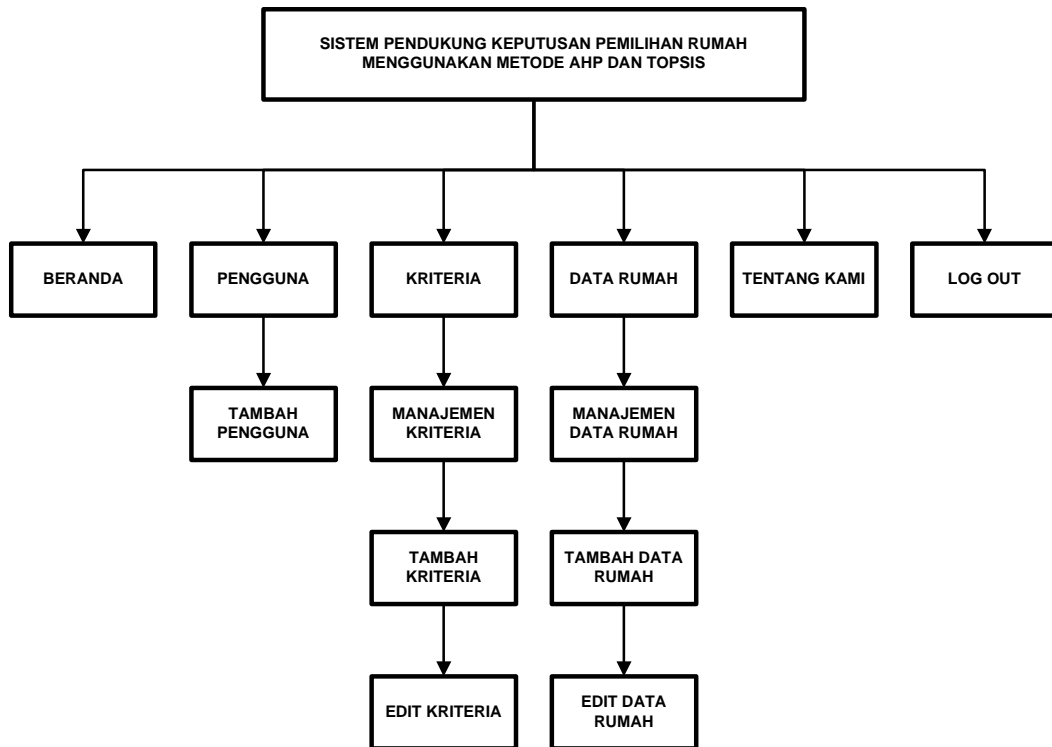 SISTEM PENDUKUNG KEPUTUSAN PEMILIHAN RUMAH
MENGGUNAKAN METODE AHP DAN TOPSIS
BERANDA
PENGGUNA
KRITERIA
DATA RUMAH
TENTANG KAMI
LOG OUT
TAMBAH
PENGGUNA
MANAJEMEN
KRITERIA
MANAJEMEN
DATA RUMAH
TAMBAH
KRITERIA
TAMBAH DATA
RUMAH
EDIT KRITERIA
EDIT DATA
RUMAH